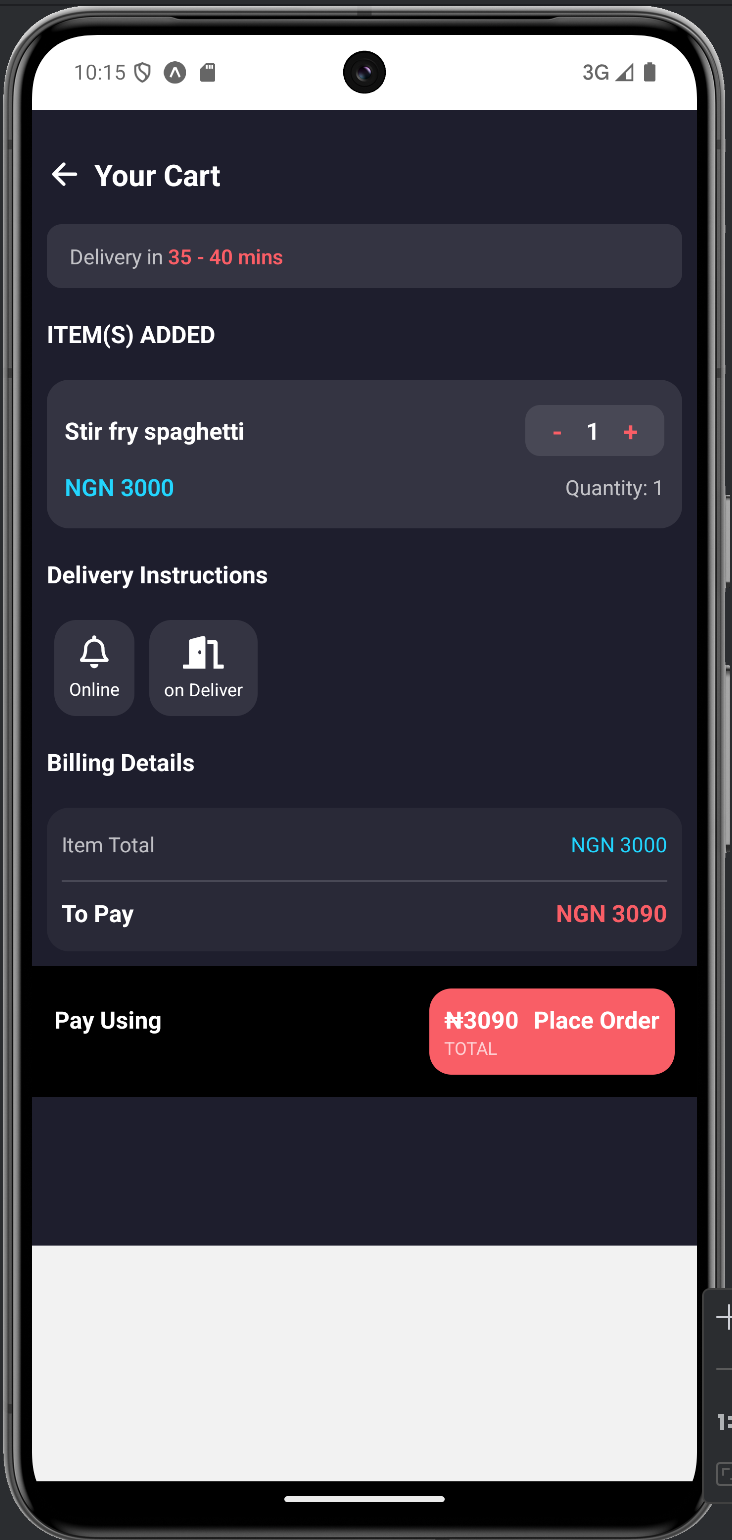 10:15 3G
Your Cart
Delivery in 35 - 40 mins
ITEM(S) ADDED
Stir fry spaghetti - 1 +
NGN 3000 Quantity: 1
Delivery Instructions
Online on Deliver
Billing Details
Item Total NGN 3000
To Pay NGN 3090
Pay Using ₦3090 Place Order
TOTAL